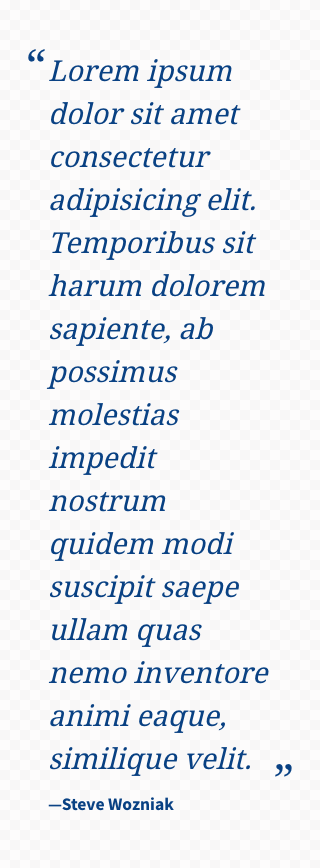 “Lorem ipsum
dolor sit amet
consectetur
adipisicing elit.
Temporibus sit
harum dolorem
sapiente, ab
possimus
molestias
impedit
nostrum
quidem modi
suscipit saepe
ullam quas
nemo inventore
animi eaque,
similique velit. ”
—Steve Wozniak